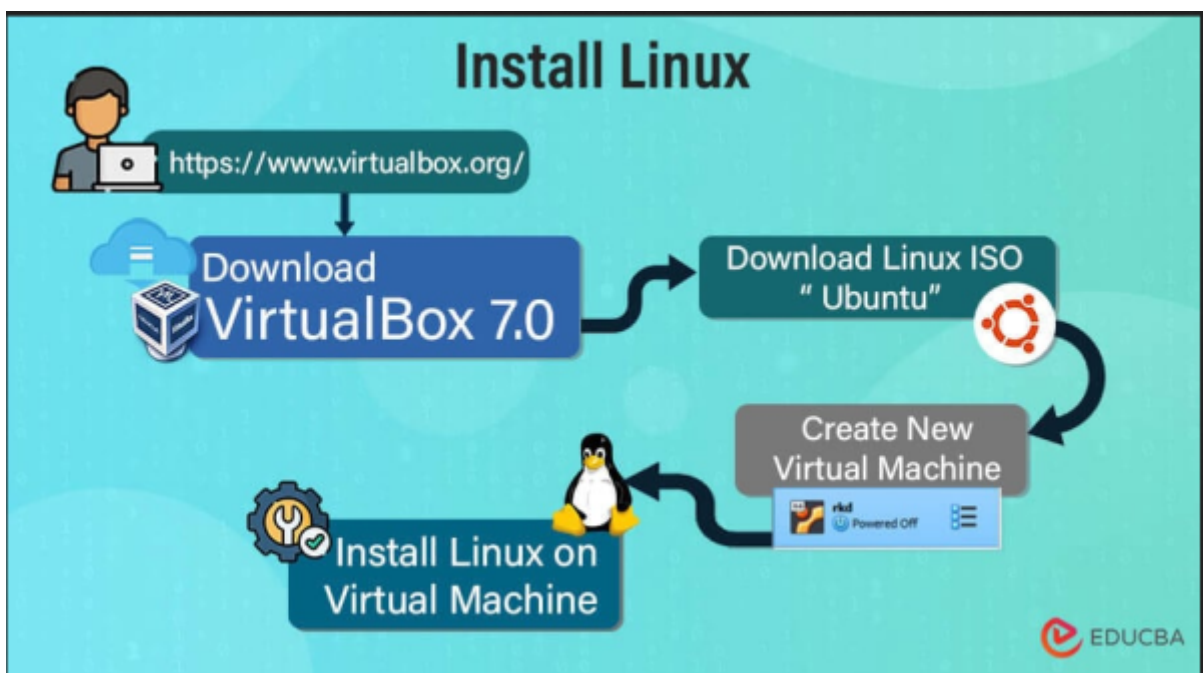 Install Linux
https://www.virtualbox.org/
Download
VirtualBox 7.0
Download Linux ISO
“ Ubuntu”
Create New
Virtual Machine
rkd
Powered Off
Install Linux on
Virtual Machine
EDUCBA